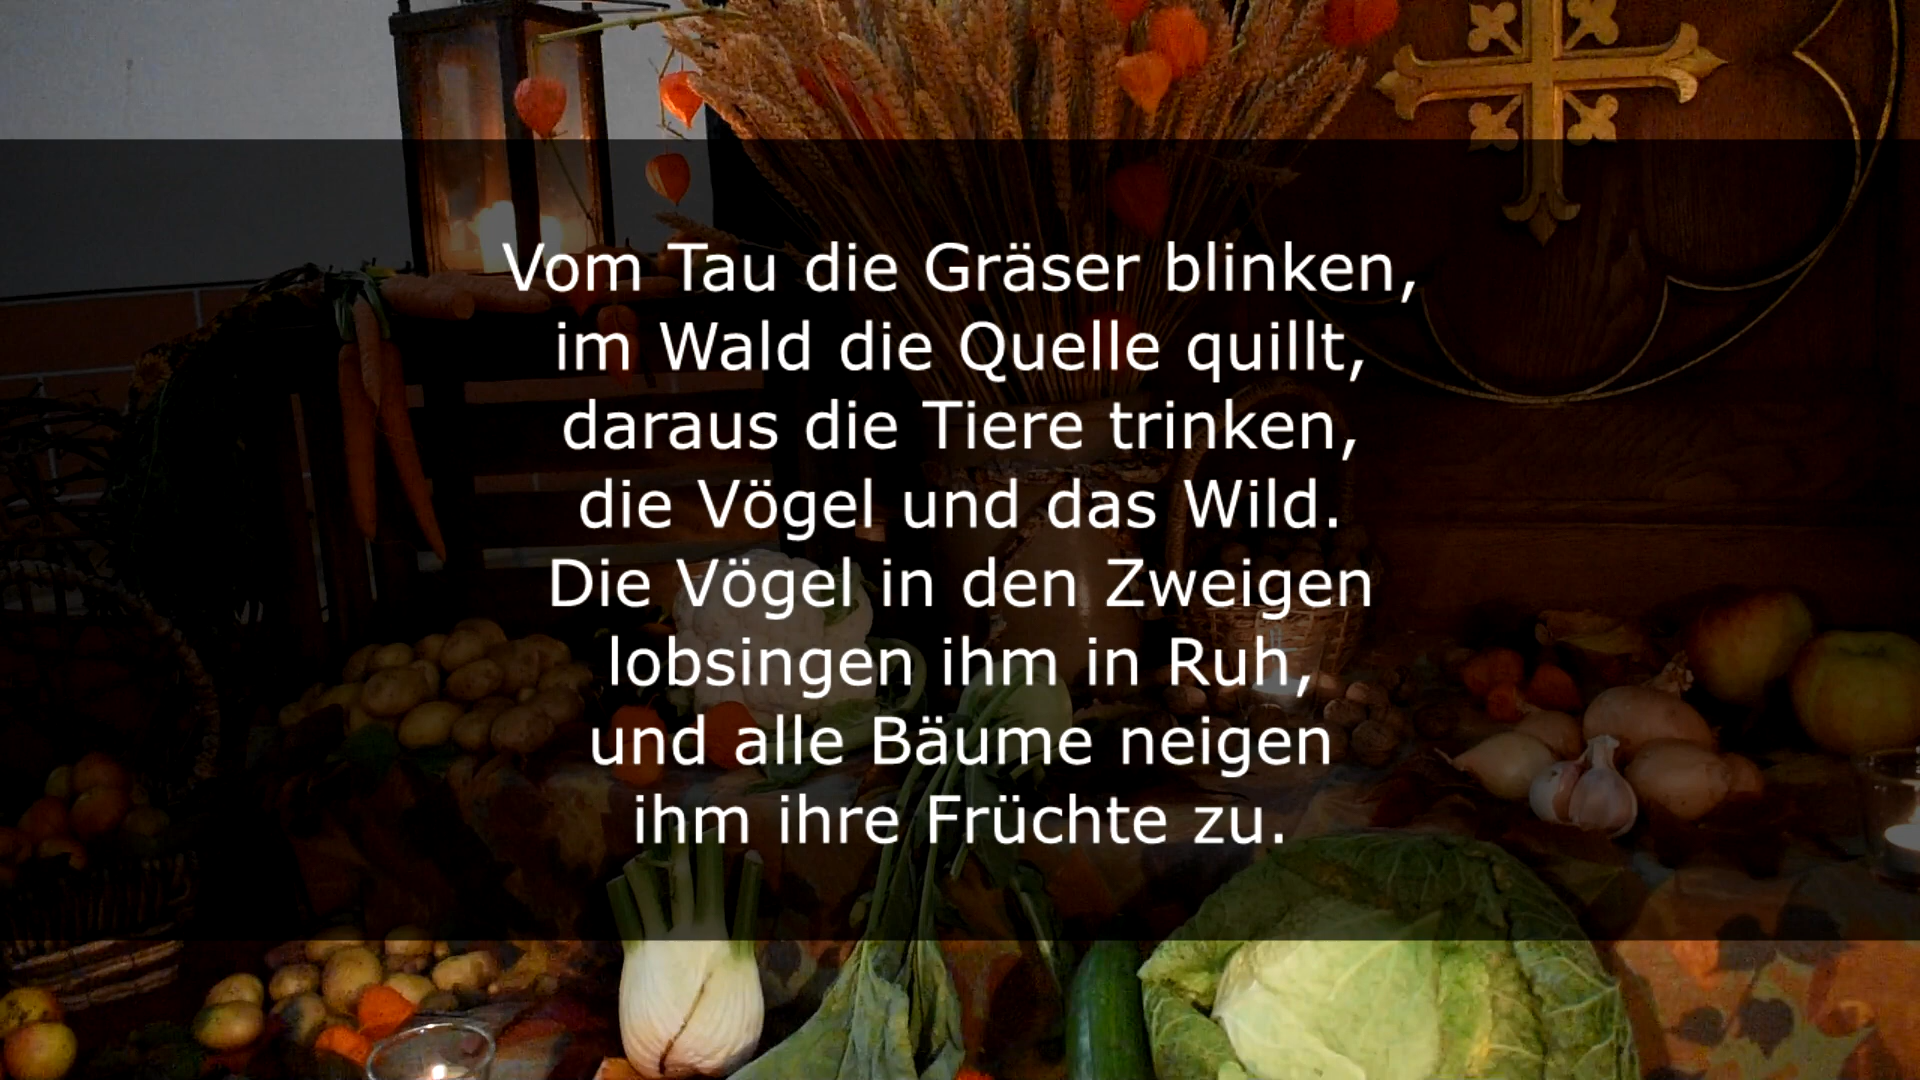 Vom Tau die Gräser blinken,
im Wald die Quelle quillt,
daraus die Tiere trinken,
die Vögel und das Wild.
Die Vögel in den Zweigen
lobsingen ihm in Ruh,
und alle Bäume neigen
ihm ihre Früchte zu.